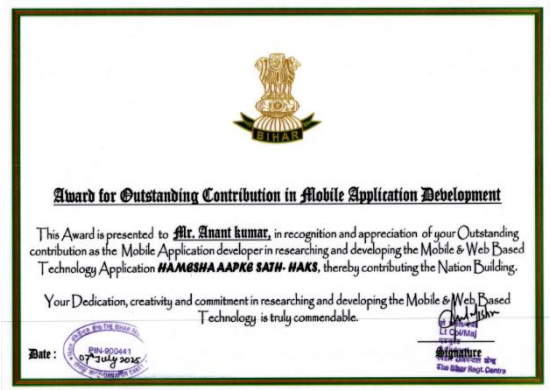 BIHAR
Award for Outstanding Contribution in Mobile Application Development
This Award is presented to Mr. Anant kumar, in recognition and appreciation of your Outstanding
contribution as the Mobile Application developer in researching and developing the Mobile & Web Based
Technology Application HAMESHA AAPKE SATH- HAKS, thereby contributing the Nation Building.
Your Dedication, creativity and commitment in researching and developing the Mobile & Web Based
Technology is truly commendable.
Lt Col/Maj
Date :
PIN-900441
07 July 2025
Signature
The Bihar Regt. Centre